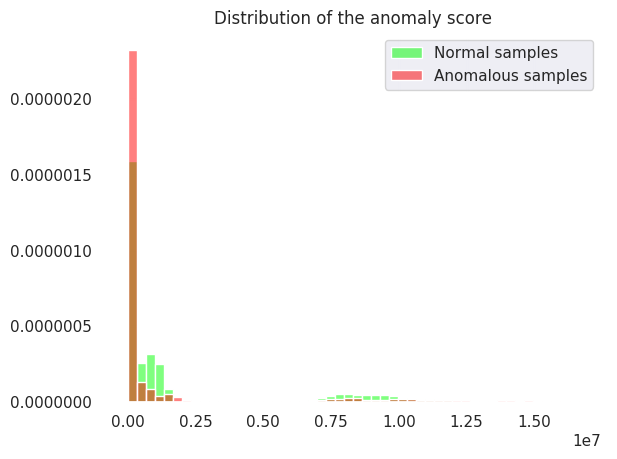 Distribution of the anomaly score
Normal samples
Anomalous samples
0.0000020
0.0000015
0.0000010
0.0000005
0.0000000
0.00 0.25 0.50 0.75 1.00 1.25 1.50
1e7